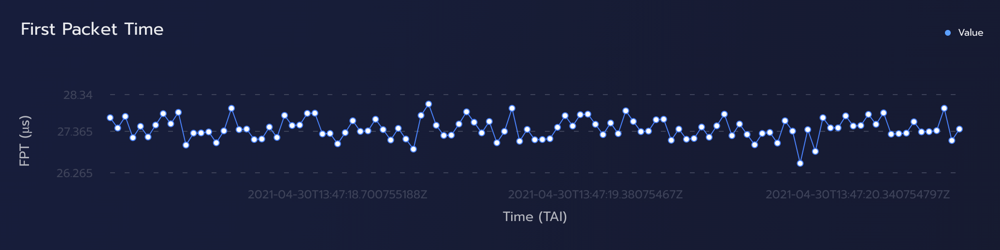 First Packet Time
Value
FPT (µs)
28.34
27.365
26.265
2021-04-30T13:47:18.700755188Z
2021-04-30T13:47:19.38075467Z
2021-04-30T13:47:20.340754797Z
Time (TAI)